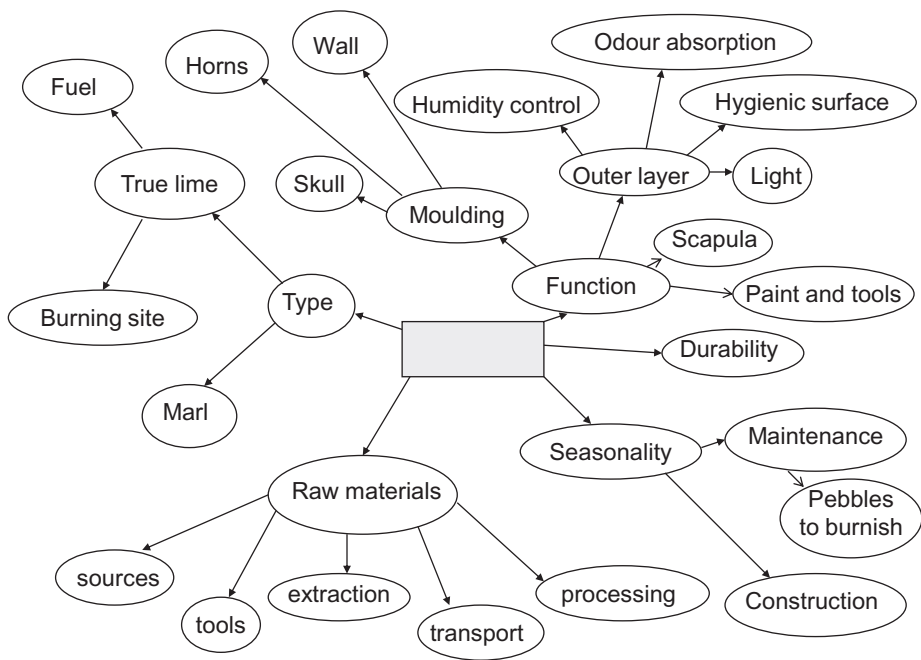 Wall
Odour absorption
Horns
Fuel
Humidity control
Hygienic surface
True lime
Skull
Outer layer
Light
Moulding
Scapula
Function
Paint and tools
Type
Burning site
Durability
Marl
Maintenance
Seasonality
Raw materials
Pebbles
to burnish
sources
extraction
processing
Construction
tools
transport